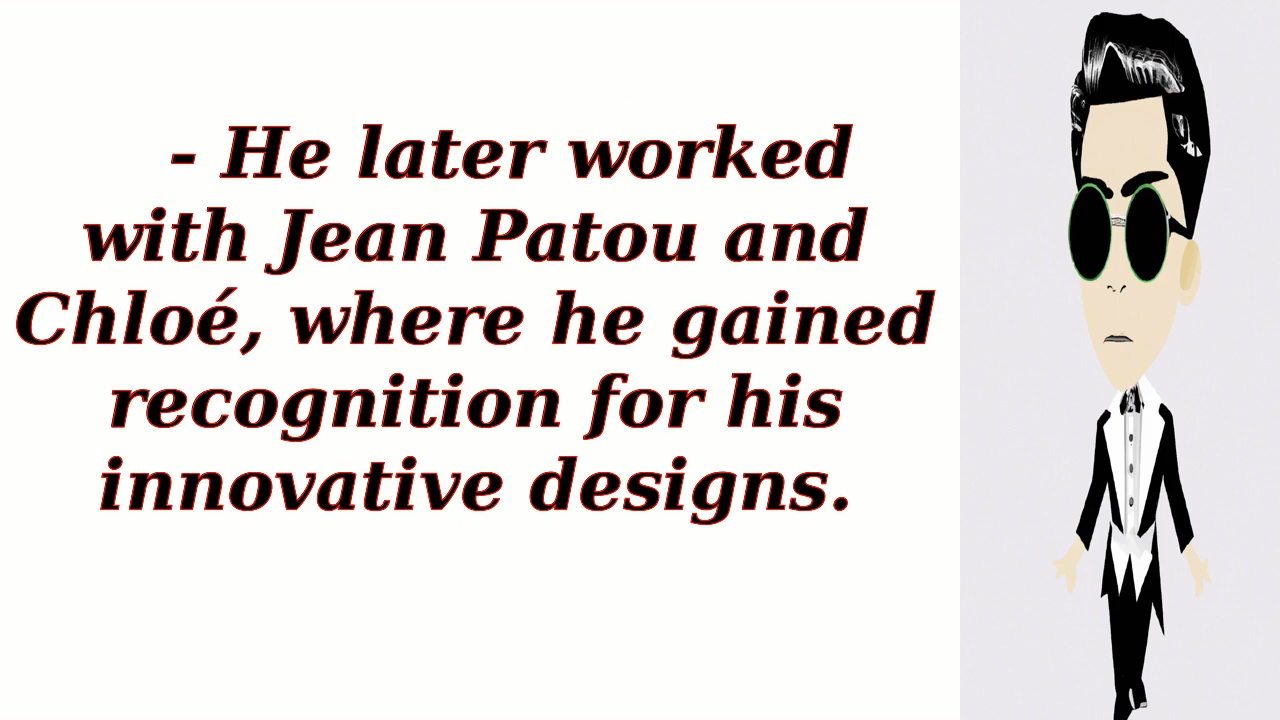 - He later worked
with Jean Patou and
Chloé, where he gained
recognition for his
innovative designs.